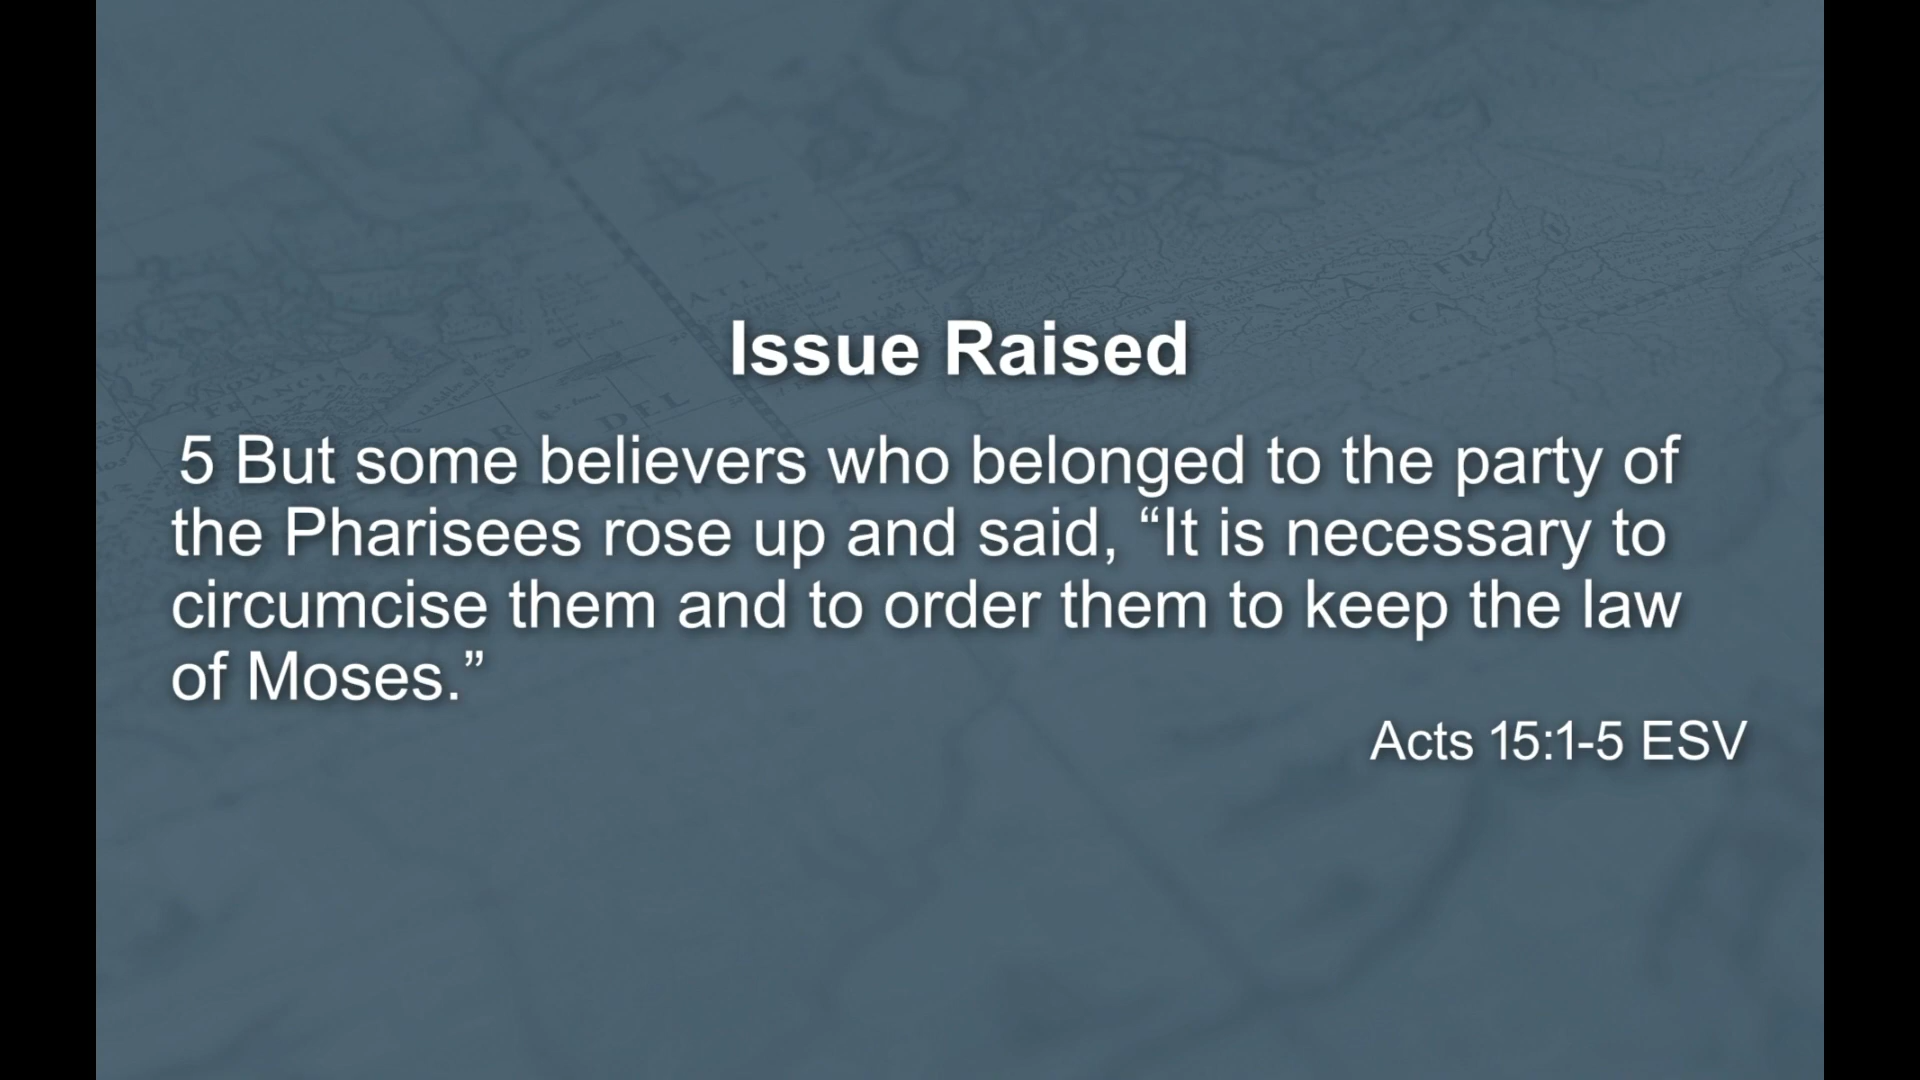 Issue Raised
5 But some believers who belonged to the party of
the Pharisees rose up and said, “It is necessary to
circumcise them and to order them to keep the law
of Moses.”
Acts 15:1-5 ESV